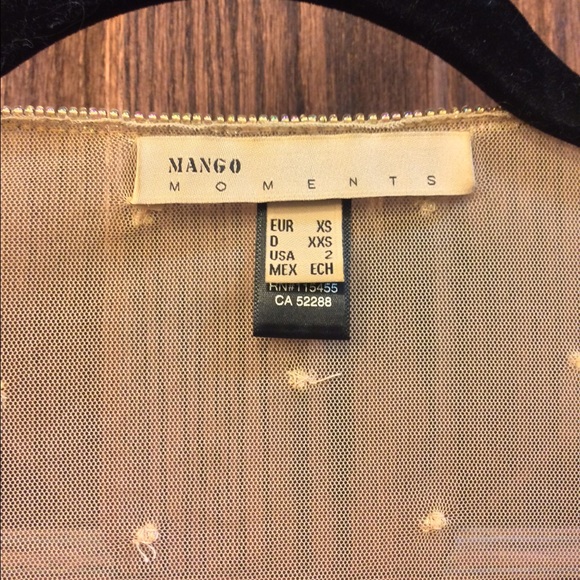 MANGO
MOMENTS
EUR XS
D XXS
USA 2
MEX ECH
RN#115455
CA 52288